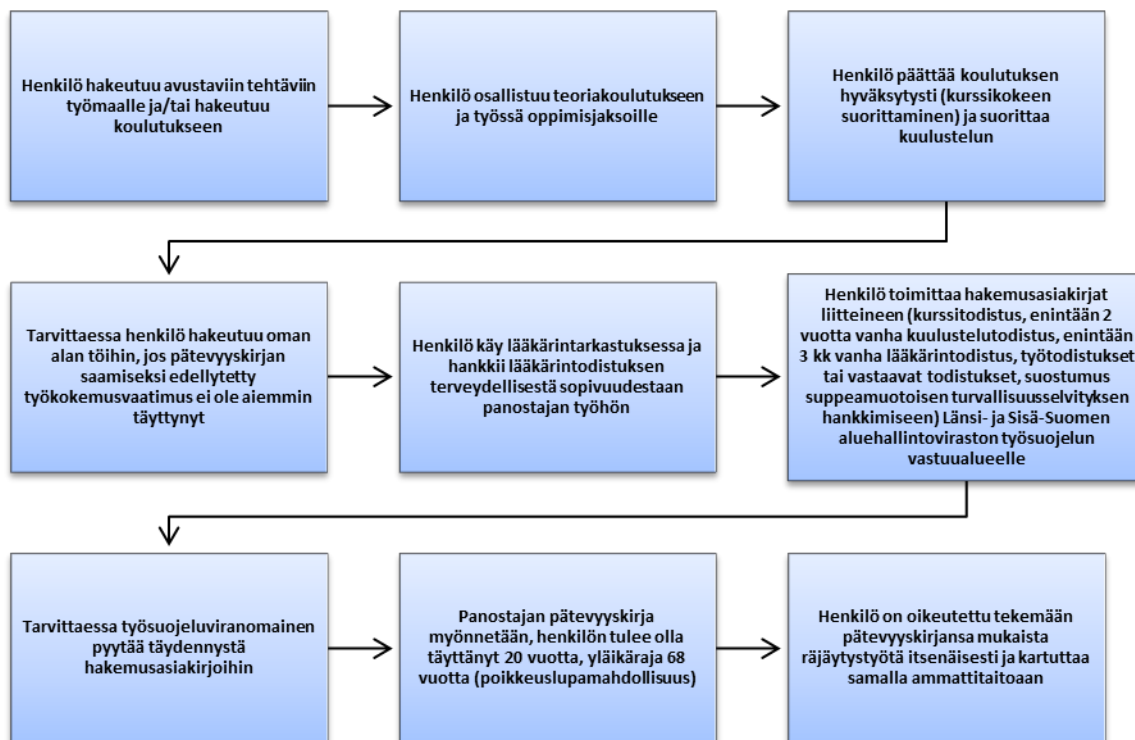 Henkilö hakeutuu avustaviin tehtäviin
työmaalle ja/tai hakeutuu
koulutukseen
Henkilö osallistuu teoriakoulutukseen
ja työssä oppimisjaksoille
Henkilö päättää koulutuksen
hyväksytysti (kurssikokeen
suorittaminen) ja suorittaa
kuulustelun
Tarvittaessa henkilö hakeutuu oman
alan töihin, jos pätevyyskirjan
saamiseksi edellytetty
työkokemusvaatimus ei ole aiemmin
täyttynyt
Henkilö käy lääkärintarkastuksessa ja
hankkii lääkärintodistuksen
terveydellisestä sopivuudestaan
panostajan työhön
Henkilö toimittaa hakemusasiakirjat
liitteineen (kurssitodistus, enintään 2
vuotta vanha kuulustelutodistus, enintään
3 kk vanha lääkärintodistus, työtodistukset
tai vastaavat todistukset, suostumus
suppeamuotoisen turvallisuusselvityksen
hankkimiseen) Länsi- ja Sisä-Suomen
aluehallintoviraston työsuojelun
vastuualueelle
Tarvittaessa työsuojeluviranomainen
pyytää täydennystä
hakemusasiakirjoihin
Panostajan pätevyyskirja
myönnetään, henkilön tulee olla
täyttänyt 20 vuotta, yläikäraja 68
vuotta (poikkeuslupamahdollisuus)
Henkilö on oikeutettu tekemään
pätevyyskirjansa mukaista
räjäytystyötä itsenäisesti ja kartuttaa
samalla ammattitaitoaan